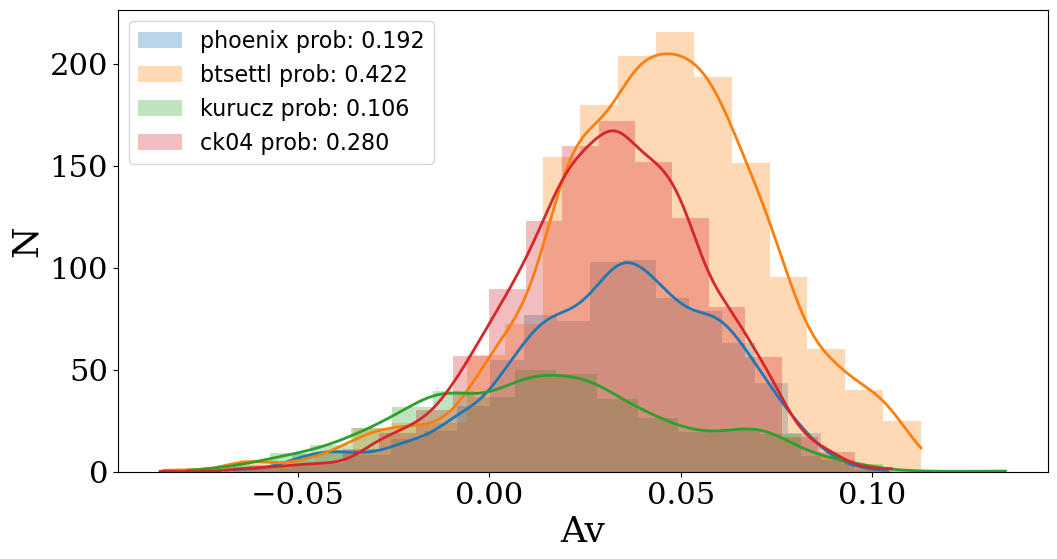 phoenix prob: 0.192
btsettl prob: 0.422
kurucz prob: 0.106
ck04 prob: 0.280
200
150
100
50
0
N
−0.05 0.00 0.05 0.10
Av